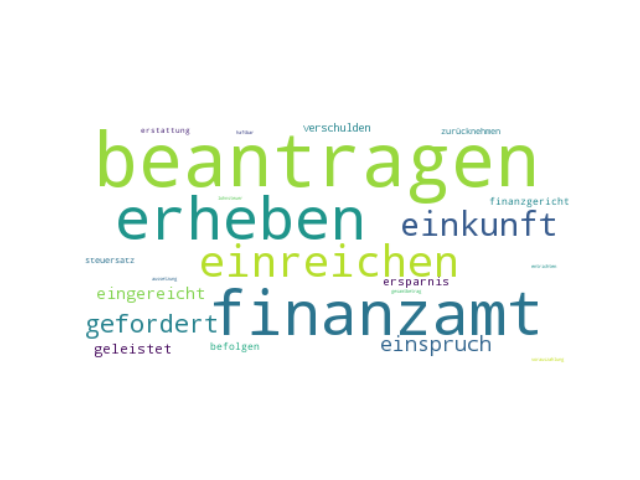 erstattung
verschulden
zurücknehmen
beantragen
finanzgericht
erheben
einkunft
einreichen
steuersatz
ersparnis
eingereicht
finanzamt
gefordert
einspruch
geleistet
befolgen